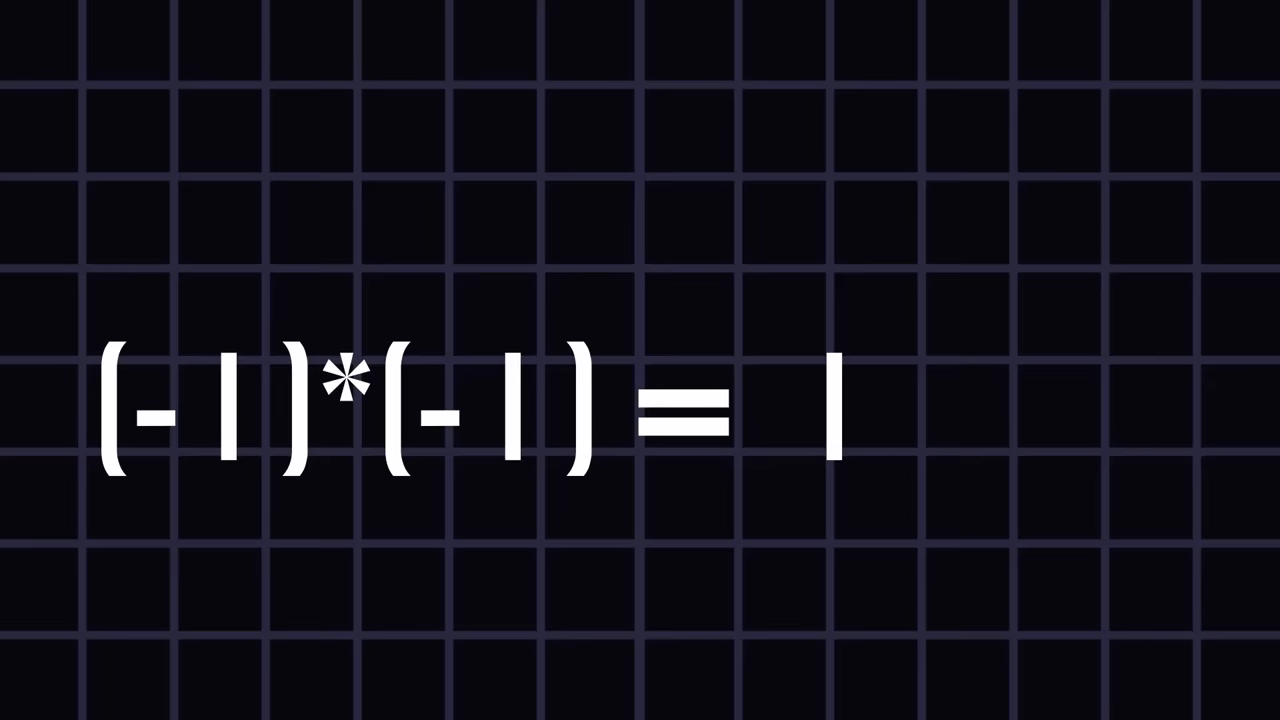 (-1)*(-1) = 1